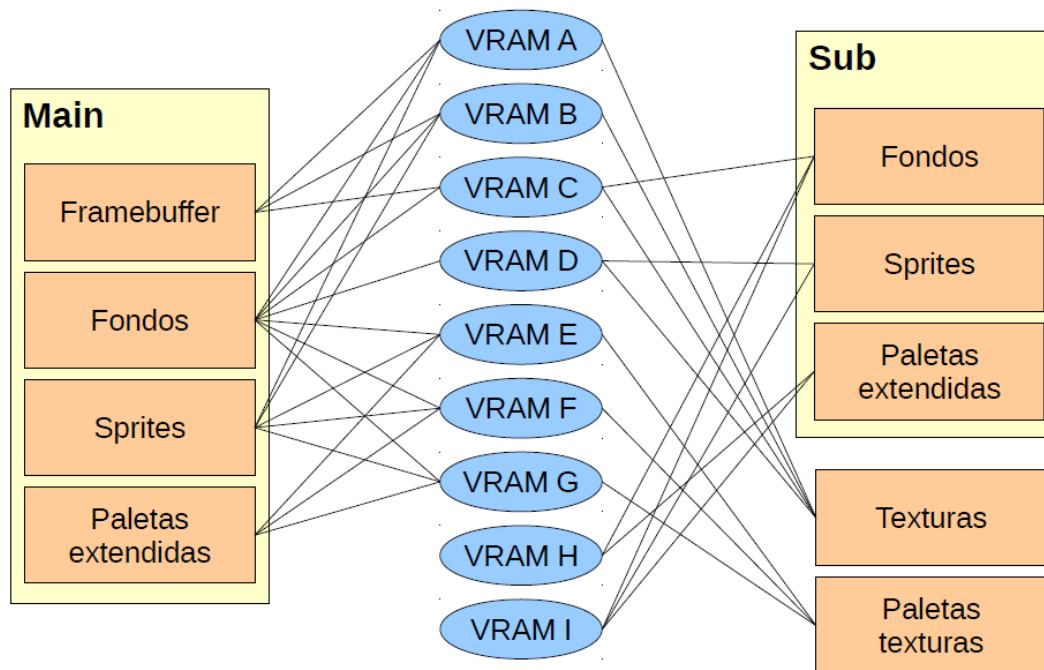 Main
Framebuffer
Fondos
Sprites
Paletas
extendidas
VRAM A
VRAM B
VRAM C
VRAM D
VRAM E
VRAM F
VRAM G
VRAM H
VRAM I
Sub
Fondos
Sprites
Paletas
extendidas
Texturas
Paletas
texturas